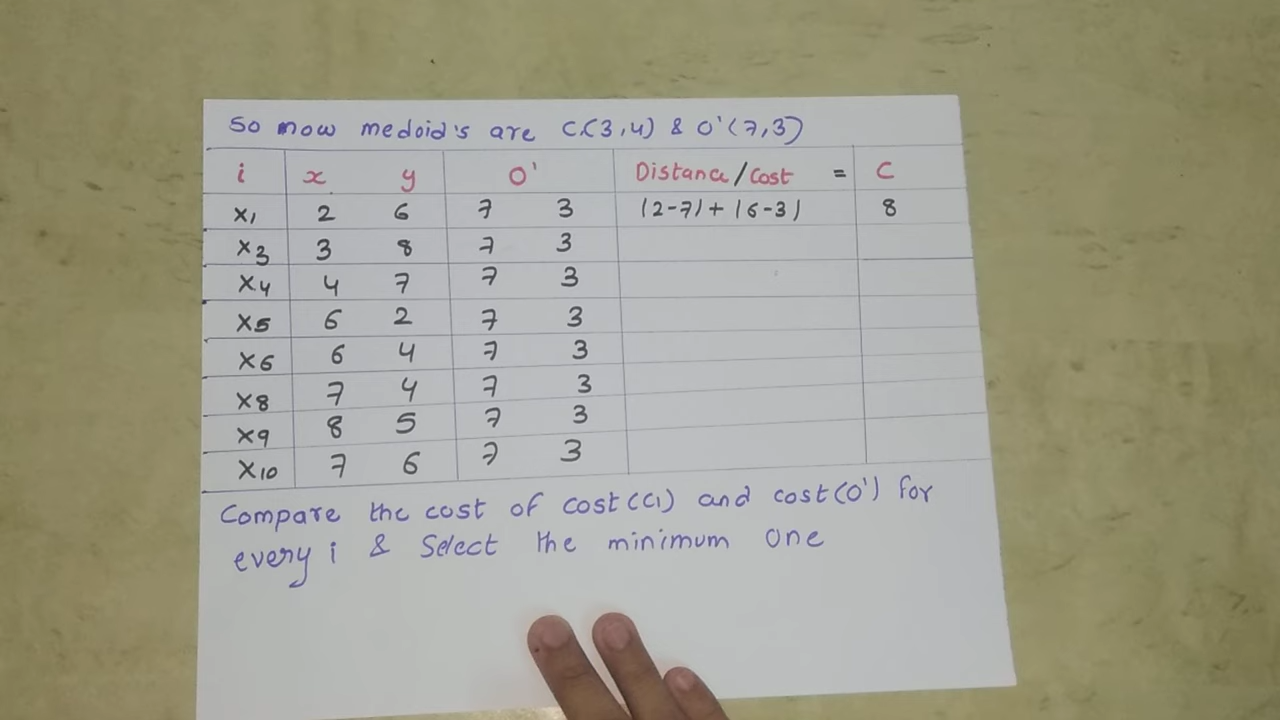 So now medoid's are C.(3,4) & O'(7,3)
i x y O' Distance/Cost = C
X1 2 6 7 3 |2-7|+|6-3| 8
X3 3 8 7 3
X4 4 7 7 3
X5 6 2 7 3
X6 6 4 7 3
X8 7 4 7 3
X9 8 5 7 3
X10 7 6 7 3
Compare the cost of cost(C1) and cost(O') for
every i & Select the minimum one